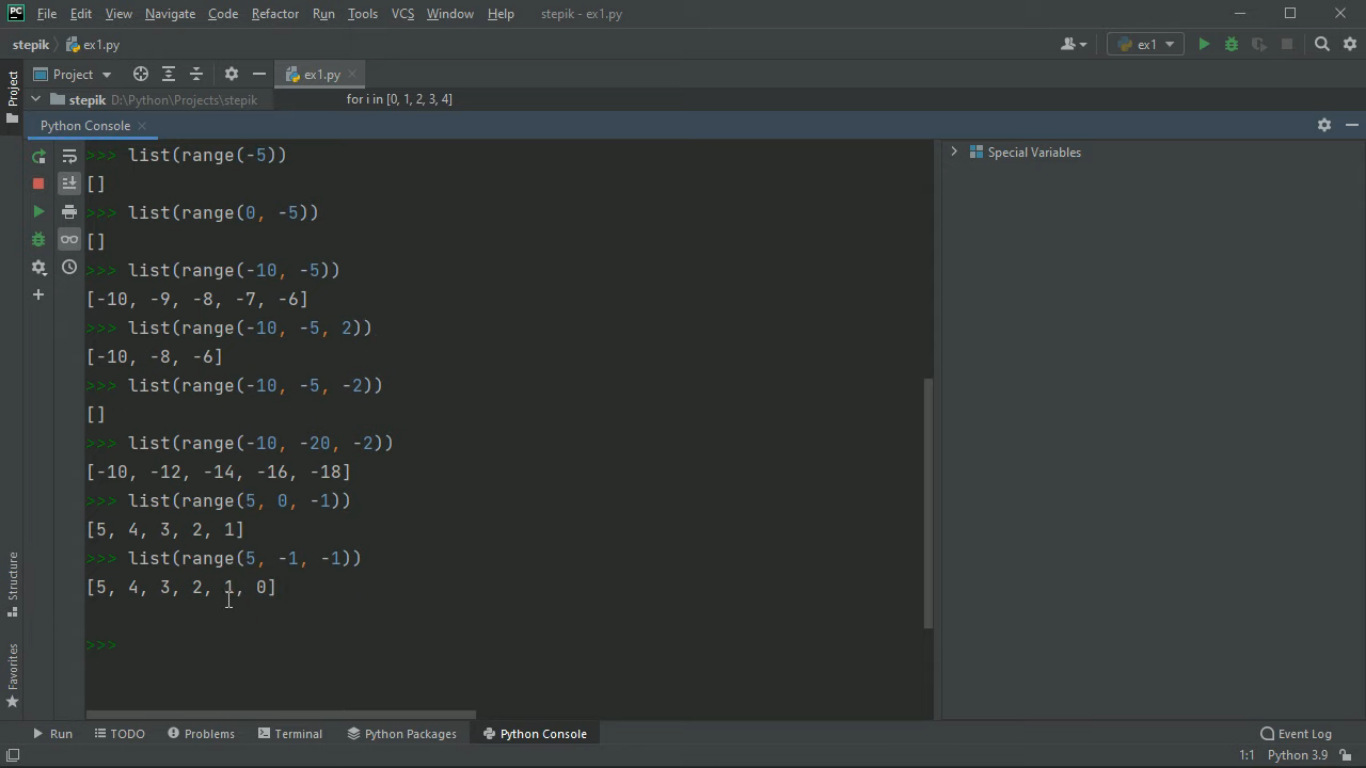 PC File Edit View Navigate Code Refactor Run Tools VCS Window Help stepik - ex1.py
stepik ex1.py ex1
Project ex1.py
stepik D:\Python\Projects\stepik for i in [0, 1, 2, 3, 4]
Python Console
>>> list(range(-5))
[]
>>> list(range(0, -5))
[]
>>> list(range(-10, -5))
[-10, -9, -8, -7, -6]
>>> list(range(-10, -5, 2))
[-10, -8, -6]
>>> list(range(-10, -5, -2))
[]
>>> list(range(-10, -20, -2))
[-10, -12, -14, -16, -18]
>>> list(range(5, 0, -1))
[5, 4, 3, 2, 1]
>>> list(range(5, -1, -1))
[5, 4, 3, 2, 1, 0]
>>>
Special Variables
Project
Structure
Favorites
Run TODO Problems Terminal Python Packages Python Console Event Log
1:1 Python 3.9